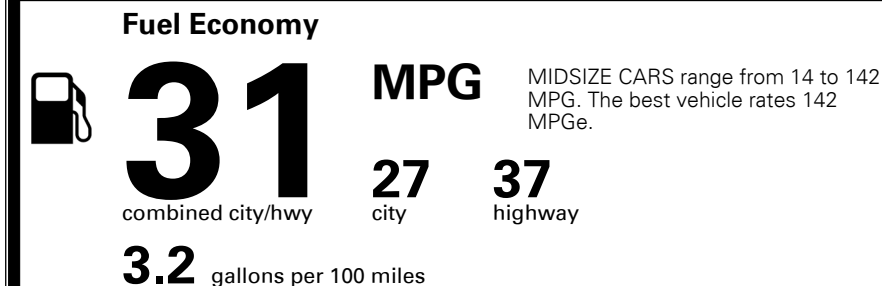 Fuel Economy
31 MPG
MIDSIZE CARS range from 14 to 142
MPG. The best vehicle rates 142
MPGe.
combined city/hwy
27
city
37
highway
3.2 gallons per 100 miles